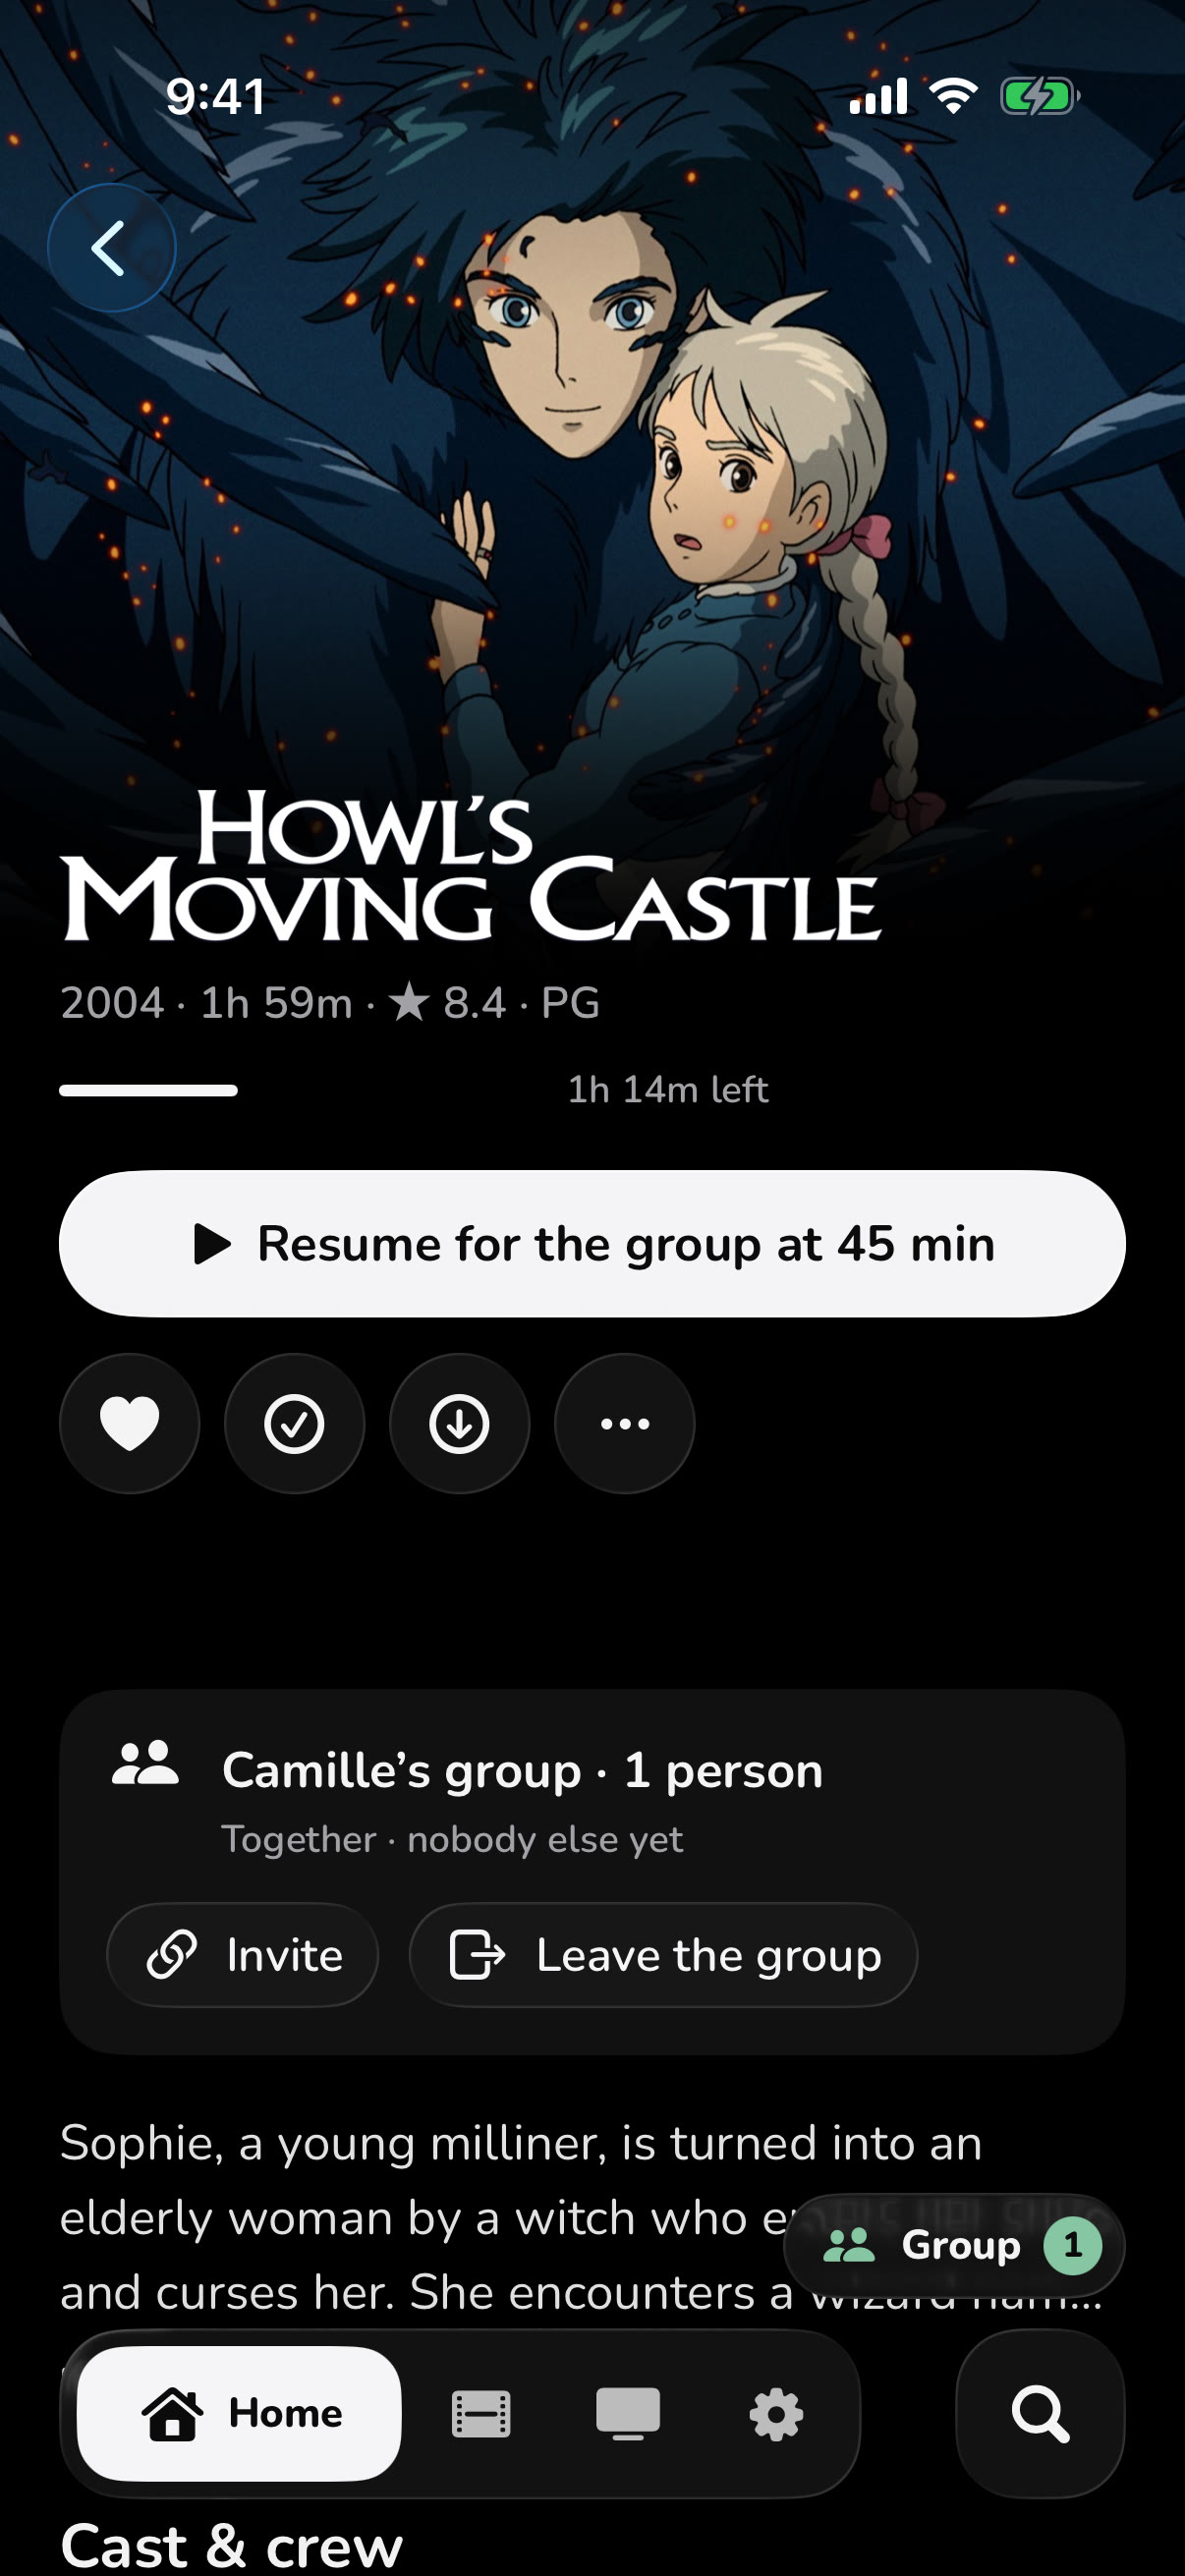 9:41
HOWL'S
MOVING CASTLE
2004 · 1h 59m · ★ 8.4 · PG
1h 14m left
Resume for the group at 45 min
Camille’s group · 1 person
Together · nobody else yet
Invite
Leave the group
Sophie, a young milliner, is turned into an
elderly woman by a witch who
Group 1
and curses her. She encounters a wizard
Home
Cast & crew